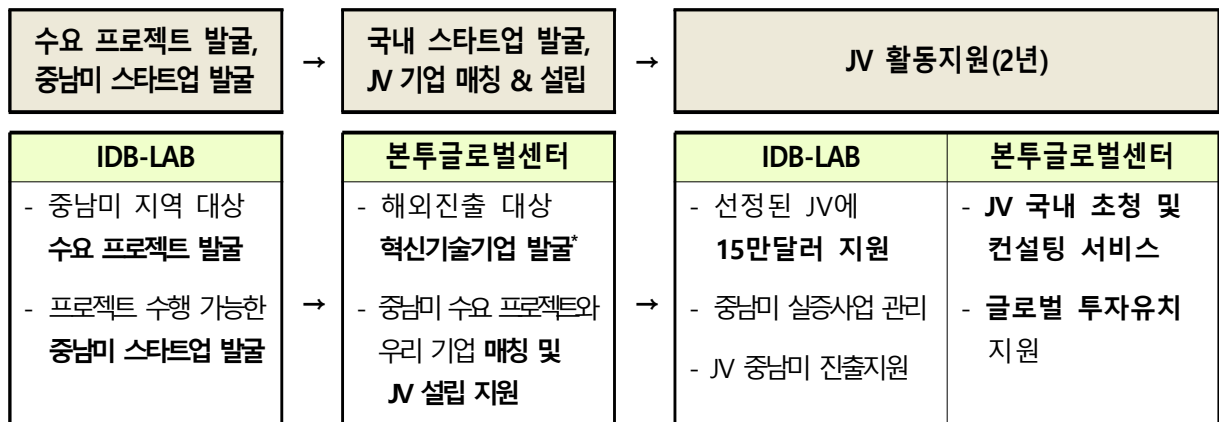 수요 프로젝트 발굴,
중남미 스타트업 발굴
→
국내 스타트업 발굴,
JV 기업 매칭 & 설립
→
JV 활동지원(2년)
IDB-LAB
- 중남미 지역 대상
수요 프로젝트 발굴
- 프로젝트 수행 가능한
중남미 스타트업 발굴
→
본투글로벌센터
- 해외진출 대상
혁신기술기업 발굴*
- 중남미 수요 프로젝트와
우리 기업 매칭 및
JV 설립 지원
→
IDB-LAB
- 선정된 JV에
15만달러 지원
- 중남미 실증사업 관리
- JV 중남미 진출지원
본투글로벌센터
- JV 국내 초청 및
컨설팅 서비스
- 글로벌 투자유치
지원